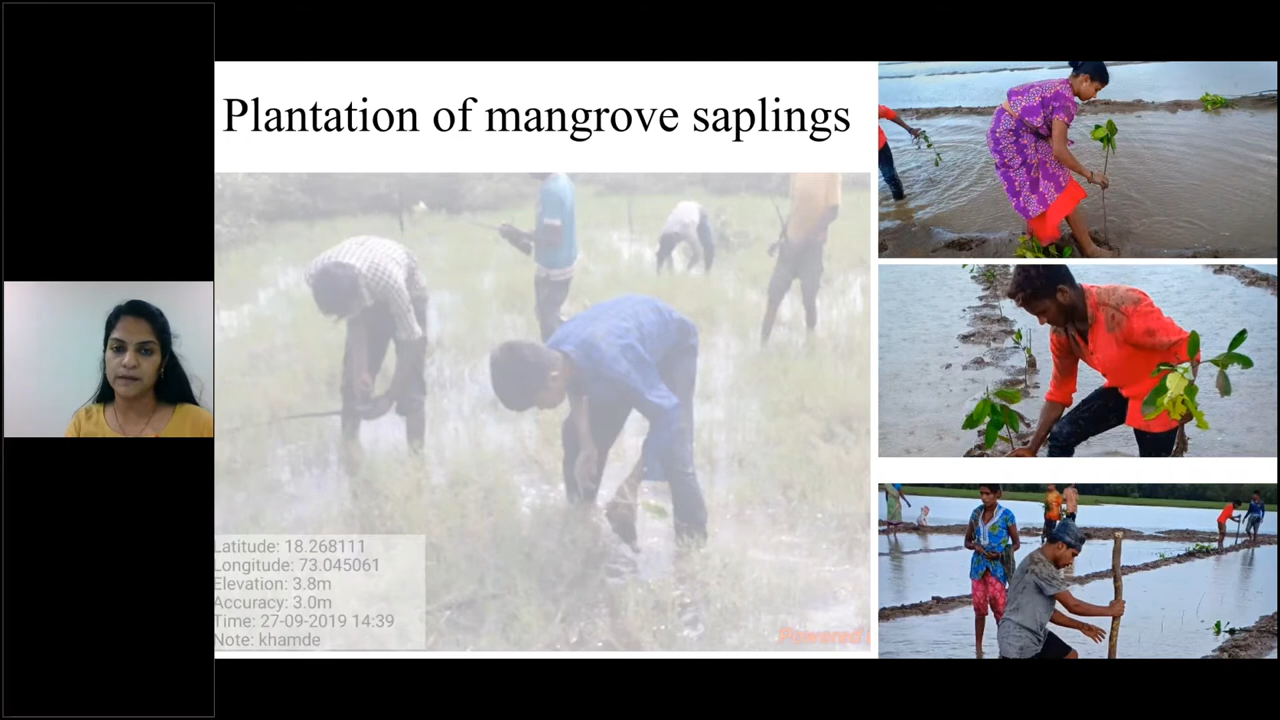 Plantation of mangrove saplings
Latitude: 18.268111
Longitude: 73.045061
Elevation: 3.8m
Accuracy: 3.0m
Time: 27-09-2019 14:39
Note: khamde
Powered